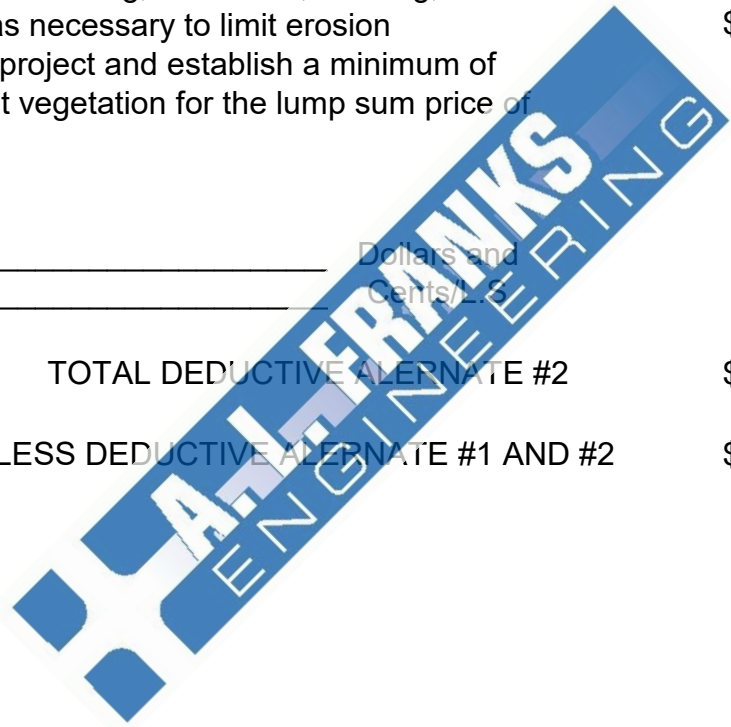 as necessary to limit erosion $
project and establish a minimum of
t vegetation for the lump sum price of
Dollars and
Cents/L.S
TOTAL DEDUCTIVE ALERNATE #2 $
LESS DEDUCTIVE ALERNATE #1 AND #2 $
A.L. FRANKS
ENGINEERING